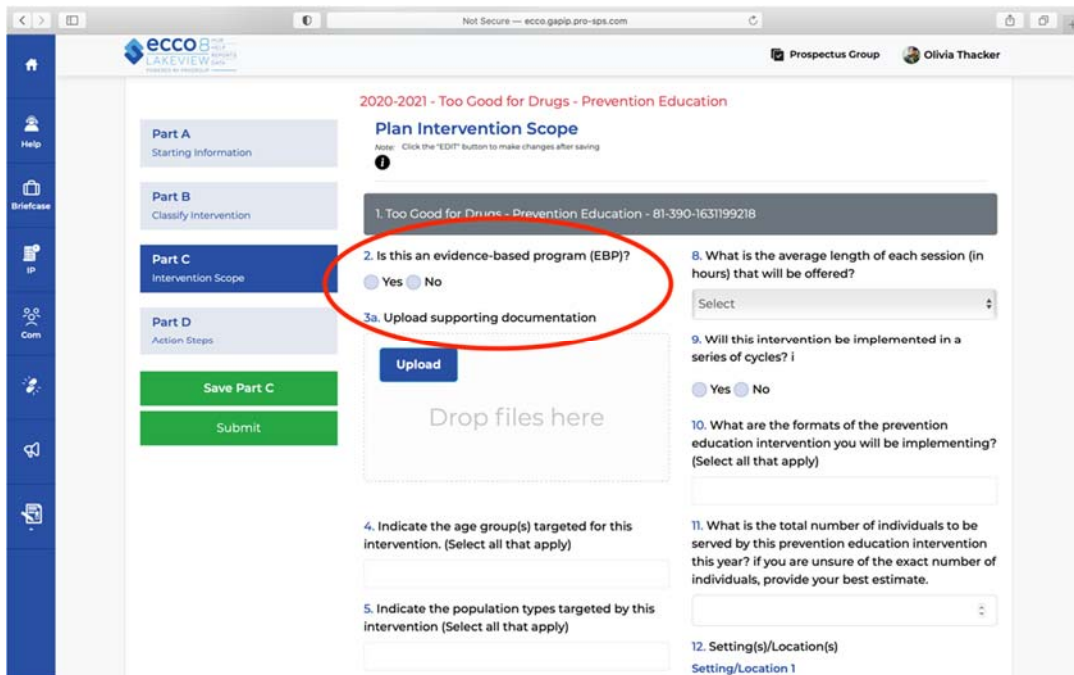 Not Secure — ecco.gapip.pro-sps.com
ecco 8
LAKEVIEW
Prospectus Group
Olivia Thacker
Help
Briefcase
IP
Com
Part A
Starting Information
Part B
Classify Intervention
Part C
Intervention Scope
Part D
Action Steps
Save Part C
Submit
2020-2021 - Too Good for Drugs - Prevention Education
Plan Intervention Scope
Note: Click the "EDIT" button to make changes after saving
1. Too Good for Drugs - Prevention Education - 81-390-1631199218
2. Is this an evidence-based program (EBP)?
Yes No
3a. Upload supporting documentation
Upload
Drop files here
4. Indicate the age group(s) targeted for this
intervention. (Select all that apply)
5. Indicate the population types targeted by this
intervention (Select all that apply)
8. What is the average length of each session (in
hours) that will be offered?
Select
9. Will this intervention be implemented in a
series of cycles? i
Yes No
10. What are the formats of the prevention
education intervention you will be implementing?
(Select all that apply)
11. What is the total number of individuals to be
served by this prevention education intervention
this year? if you are unsure of the exact number of
individuals, provide your best estimate.
12. Setting(s)/Location(s)
Setting/Location 1